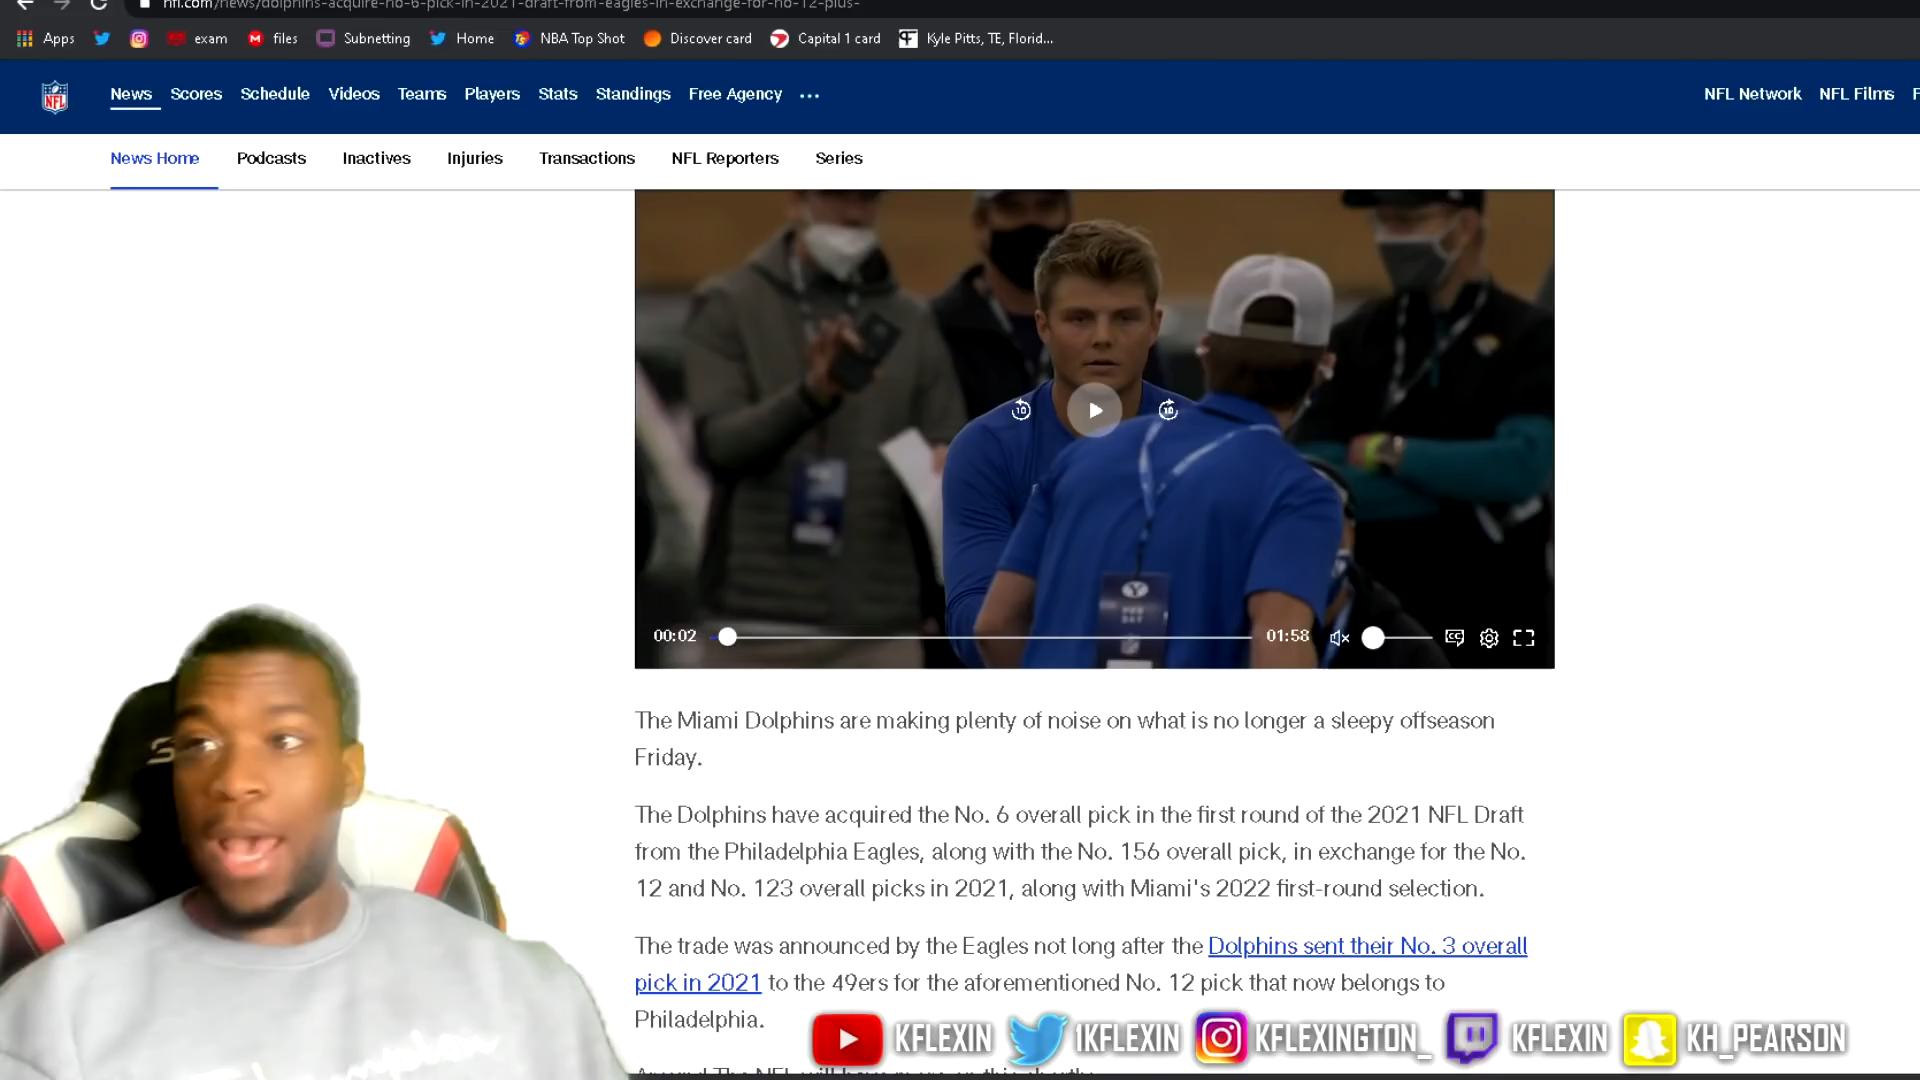 nfl.com/news/dolphins-acquire-no-6-pick-in-2021-draft-from-eagles-in-exchange-for-no-12-plus-
Apps exam files Subnetting Home NBA Top Shot Discover card Capital 1 card Kyle Pitts, TE, Florid...
NFL News Scores Schedule Videos Teams Players Stats Standings Free Agency ... NFL Network NFL Films
News Home Podcasts Inactives Injuries Transactions NFL Reporters Series
10 10
00:02 01:58 CC
The Miami Dolphins are making plenty of noise on what is no longer a sleepy offseason
Friday.
The Dolphins have acquired the No. 6 overall pick in the first round of the 2021 NFL Draft
from the Philadelphia Eagles, along with the No. 156 overall pick, in exchange for the No.
12 and No. 123 overall picks in 2021, along with Miami's 2022 first-round selection.
The trade was announced by the Eagles not long after the Dolphins sent their No. 3 overall
pick in 2021 to the 49ers for the aforementioned No. 12 pick that now belongs to
Philadelphia.
KFLEXIN 1KFLEXIN KFLEXINGTON_ KFLEXIN KH_PEARSON